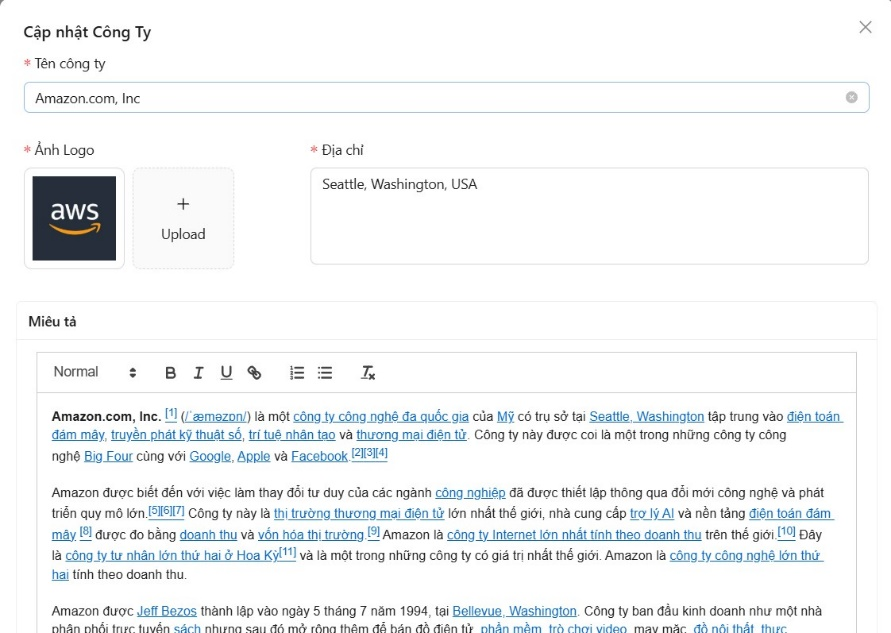 Cập nhật Công Ty
* Tên công ty
Amazon.com, Inc
* Ảnh Logo
* Địa chỉ
aws
+
Upload
Seattle, Washington, USA
Miêu tả
Normal B I U
Amazon.com, Inc. [1] (/ˈæməzɒn/) là một công ty công nghệ đa quốc gia của Mỹ có trụ sở tại Seattle, Washington tập trung vào điện toán
đám mây, truyền phát kỹ thuật số, trí tuệ nhân tạo và thương mại điện tử. Công ty này được coi là một trong những công ty công
nghệ Big Four cùng với Google, Apple và Facebook.[2][3][4]
Amazon được biết đến với việc làm thay đổi tư duy của các ngành công nghiệp đã được thiết lập thông qua đổi mới công nghệ và phát
triển quy mô lớn.[5][6][7] Công ty này là thị trường thương mại điện tử lớn nhất thế giới, nhà cung cấp trợ lý AI và nền tảng điện toán đám
mây [8] được đo bằng doanh thu và vốn hóa thị trường.[9] Amazon là công ty Internet lớn nhất tính theo doanh thu trên thế giới.[10] Đây
là công ty tư nhân lớn thứ hai ở Hoa Kỳ[11] và là một trong những công ty có giá trị nhất thế giới. Amazon là công ty công nghệ lớn thứ
hai tính theo doanh thu.
Amazon được Jeff Bezos thành lập vào ngày 5 tháng 7 năm 1994, tại Bellevue, Washington. Công ty ban đầu kinh doanh như một nhà
phân phối trực tuyến sách nhưng sau đó mở rộng thêm để bán đồ điện tử, phần mềm, trò chơi video, may mặc, đồ nội thất, thực